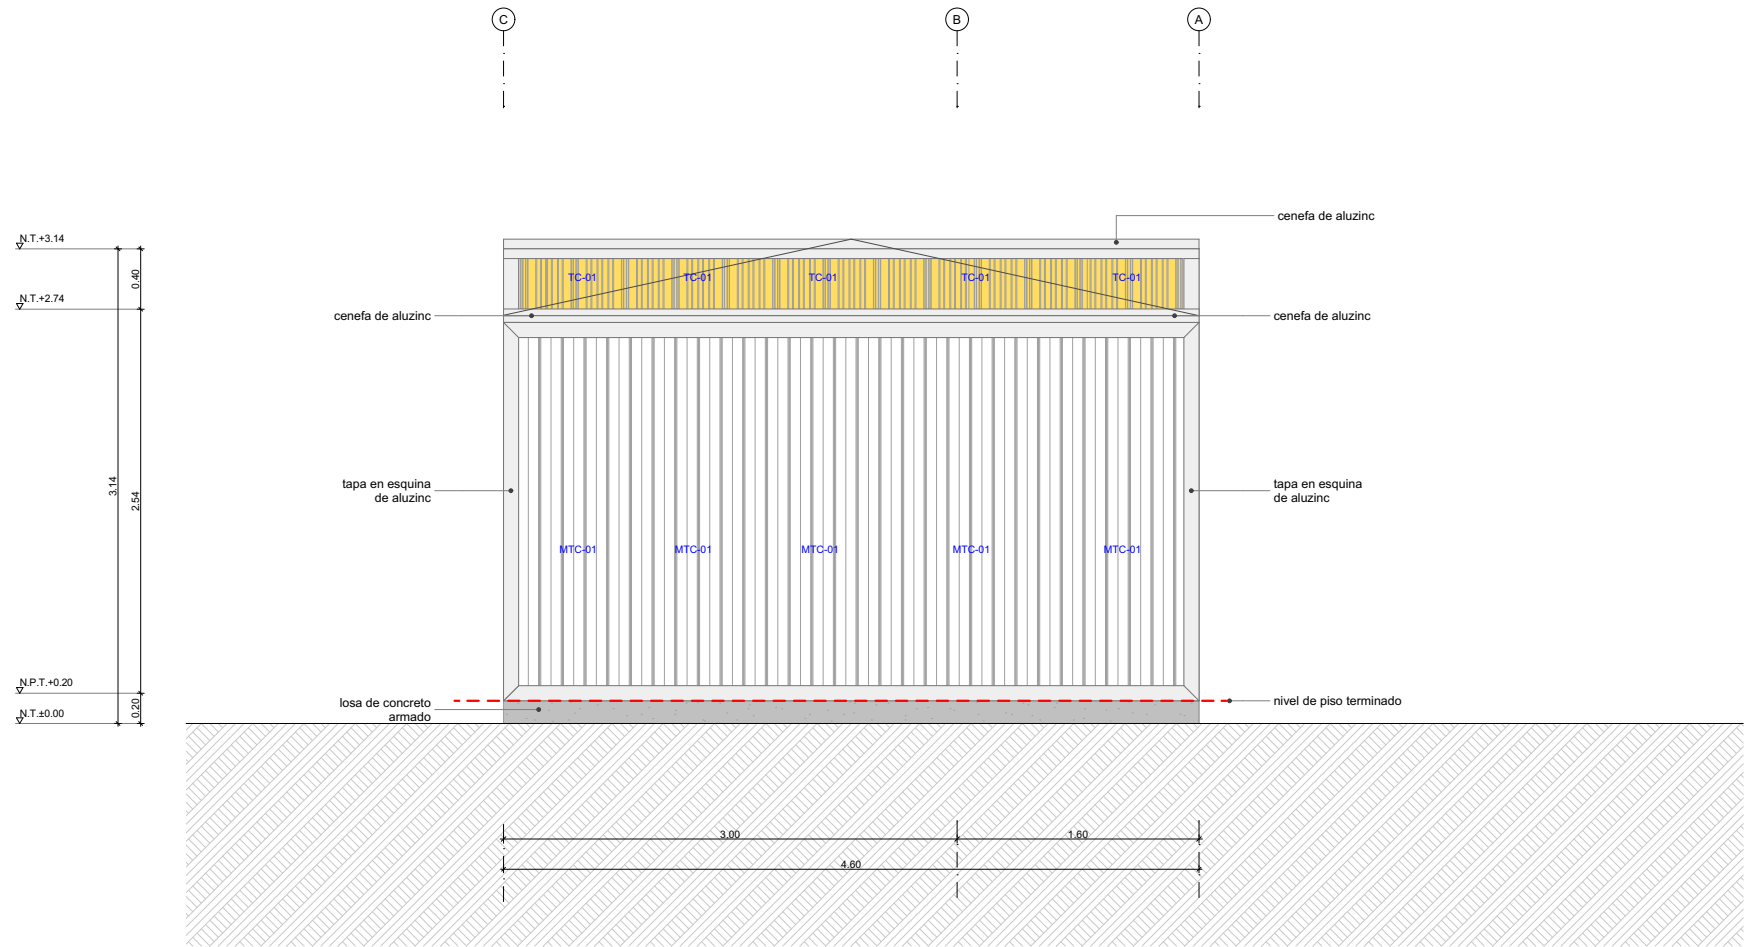 C
B
A
cenefa de aluzinc
N.T.+3.14
0.40
TC-01
TC-01
TC-01
TC-01
TC-01
N.T.+2.74
cenefa de aluzinc
cenefa de aluzinc
3.14
2.54
tapa en esquina
de aluzinc
tapa en esquina
de aluzinc
MTC-01
MTC-01
MTC-01
MTC-01
MTC-01
N.P.T.+0.20
0.20
losa de concreto
armado
nivel de piso terminado
N.T.±0.00
3.00
1.60
4.60